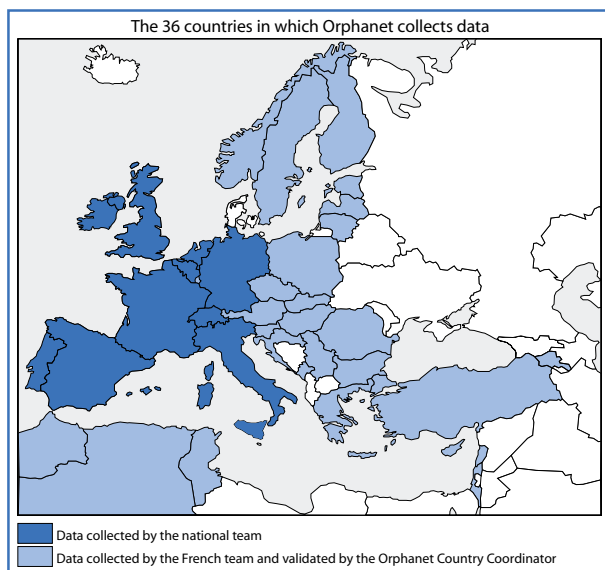 The 36 countries in which Orphanet collects data
Data collected by the national team
Data collected by the French team and validated by the Orphanet Country Coordinator